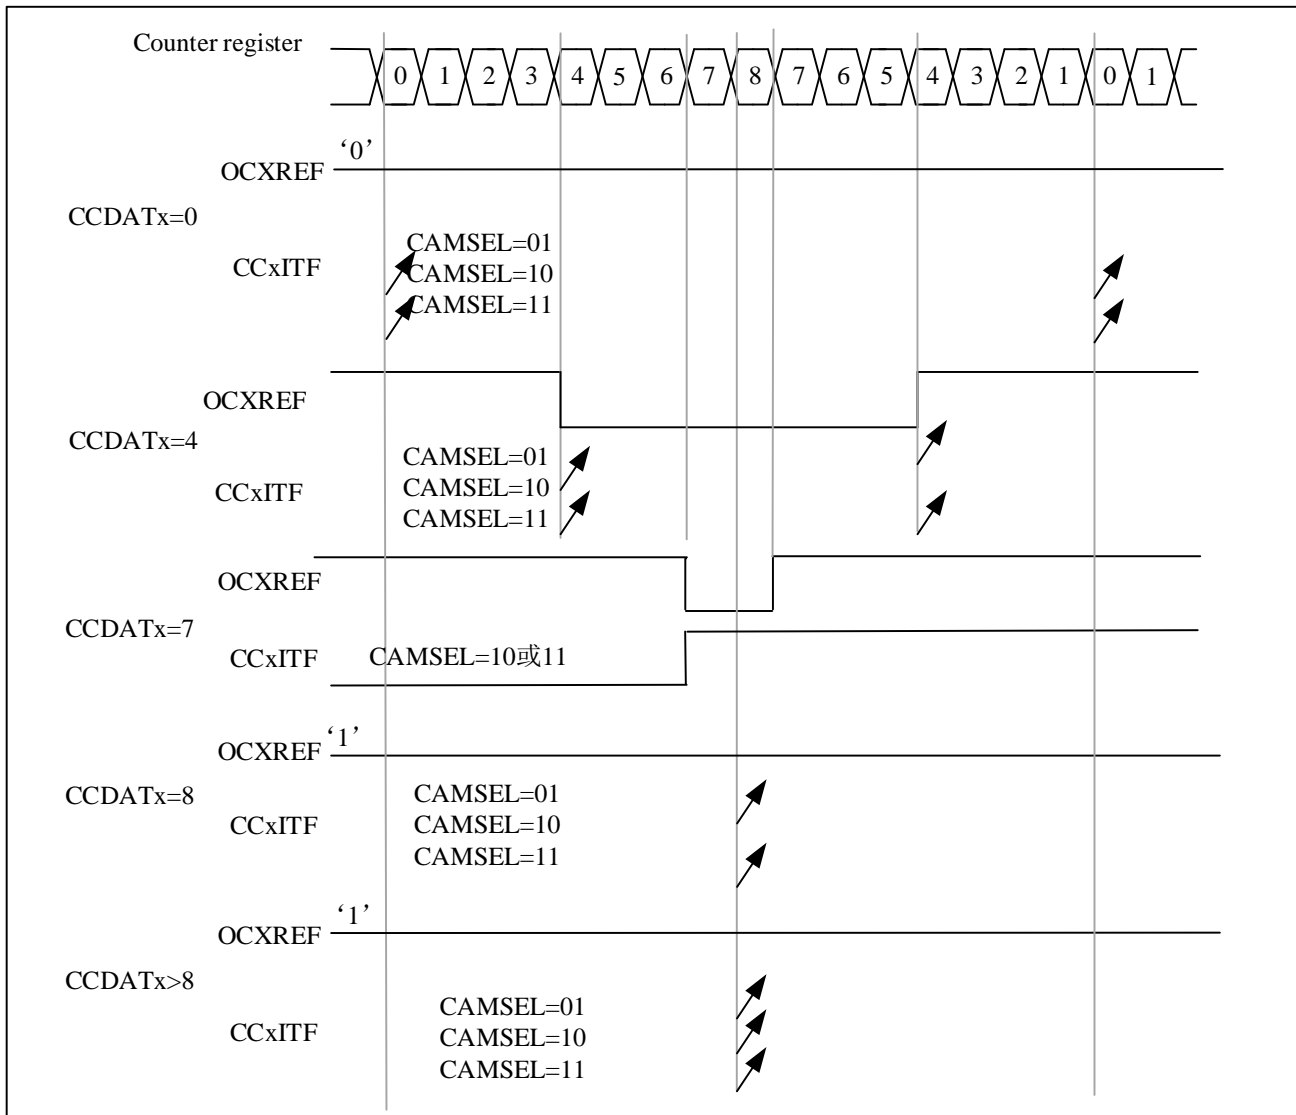 Counter register
0 1 2 3 4 5 6 7 8 7 6 5 4 3 2 1 0 1
‘0’
OCXREF
CCDATx=0
CAMSEL=01
CCxITF
CAMSEL=10
CAMSEL=11
OCXREF
CCDATx=4
CAMSEL=01
CCxITF
CAMSEL=10
CAMSEL=11
OCXREF
CCDATx=7
CCxITF
CAMSEL=10或11
‘1’
OCXREF
CCDATx=8
CAMSEL=01
CCxITF
CAMSEL=10
CAMSEL=11
‘1’
OCXREF
CCDATx>8
CAMSEL=01
CCxITF
CAMSEL=10
CAMSEL=11